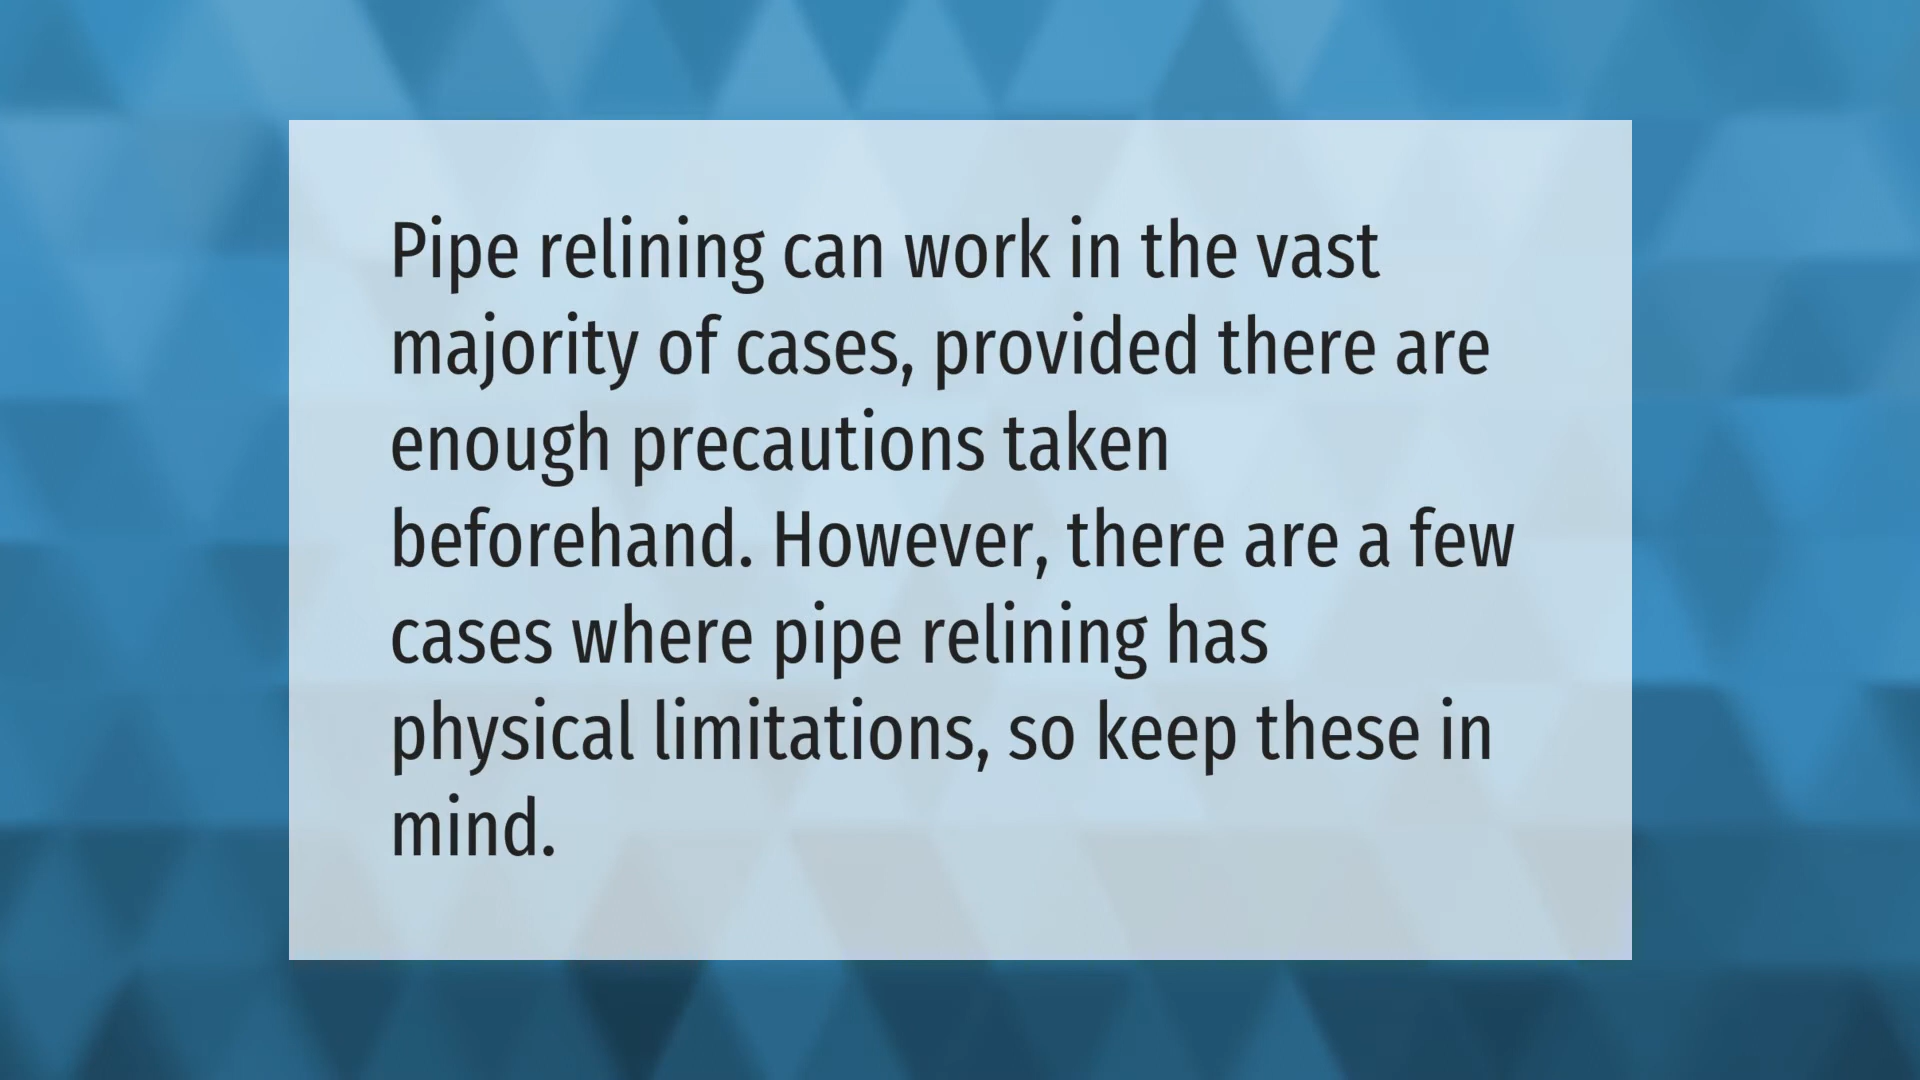 Pipe relining can work in the vast
majority of cases, provided there are
enough precautions taken
beforehand. However, there are a few
cases where pipe relining has
physical limitations, so keep these in
mind.